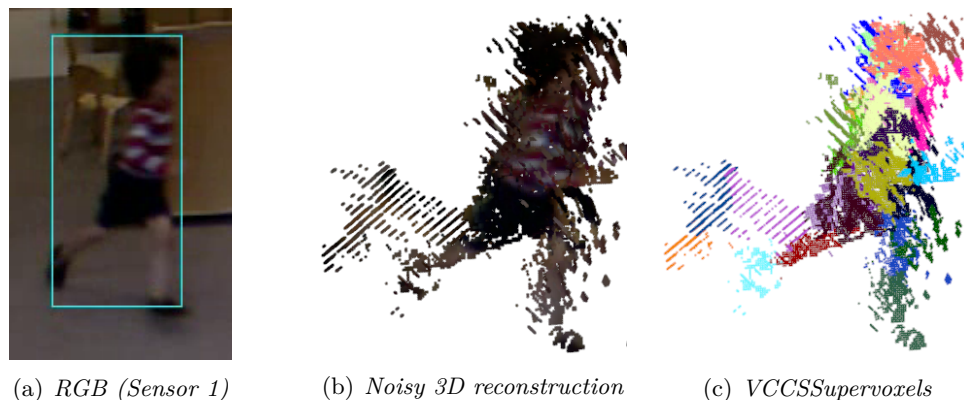 (a) RGB (Sensor 1)
(b) Noisy 3D reconstruction
(c) VCCSSupervoxels